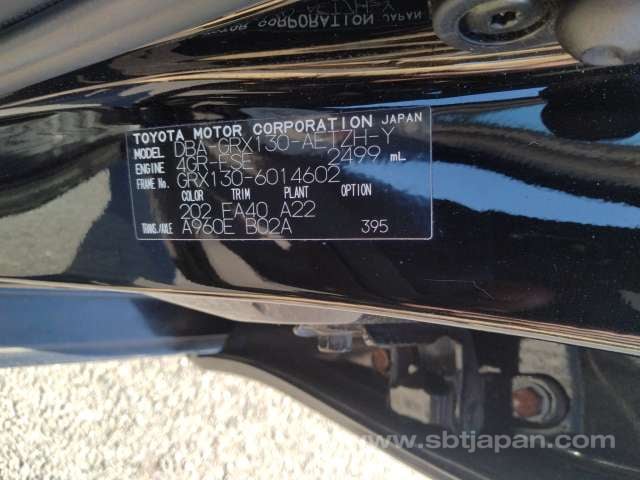 TOYOTA MOTOR CORPORATION JAPAN
MODEL DBA-GRX130-AETZH-Y
ENGINE 4GR-FSE 2499 mL
FRAME No. GRX130-6014602
COLOR TRIM PLANT OPTION
202 EA40 A22
TRANS./AXLE A960E B02A 395
www.sbtjapan.com